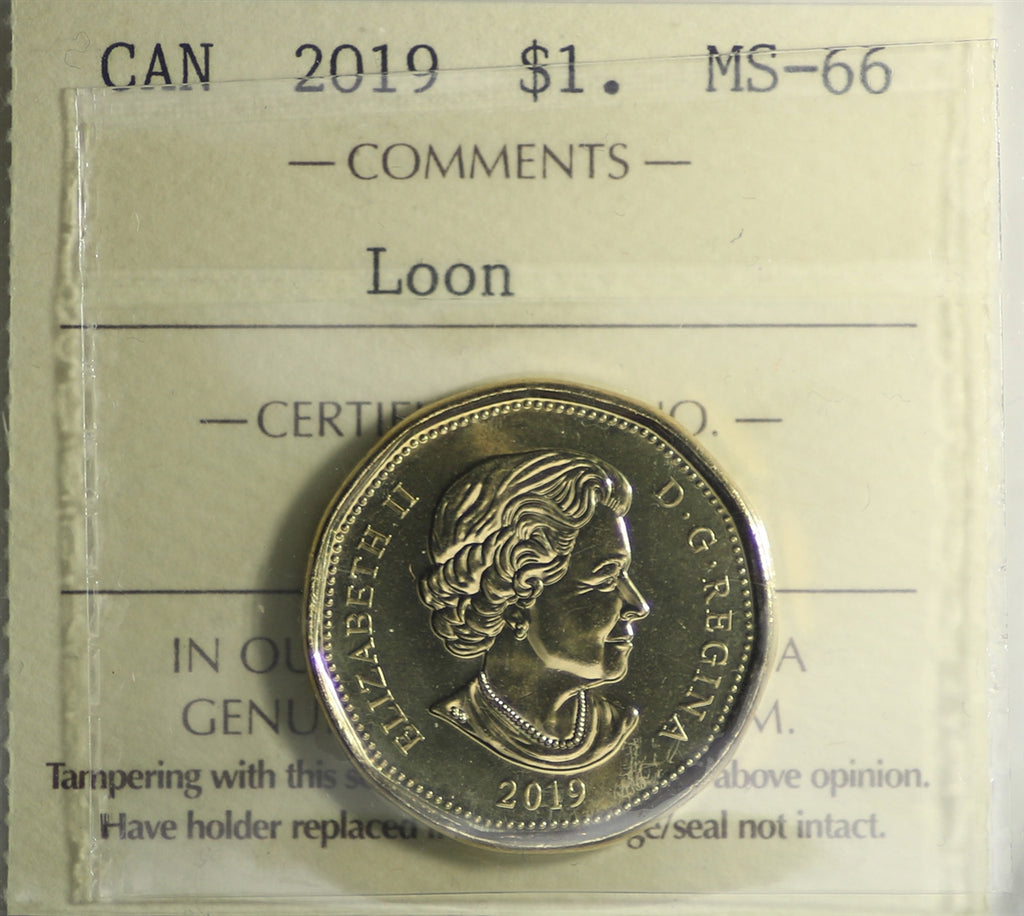 CAN 2019 $1. MS-66
— COMMENTS —
Loon
— CERTIF O. —
ELIZABETH II D·G·REGINA
2019
IN OU A
GENU M.
Tampering with this s above opinion.
Have holder replaced ge/seal not intact.